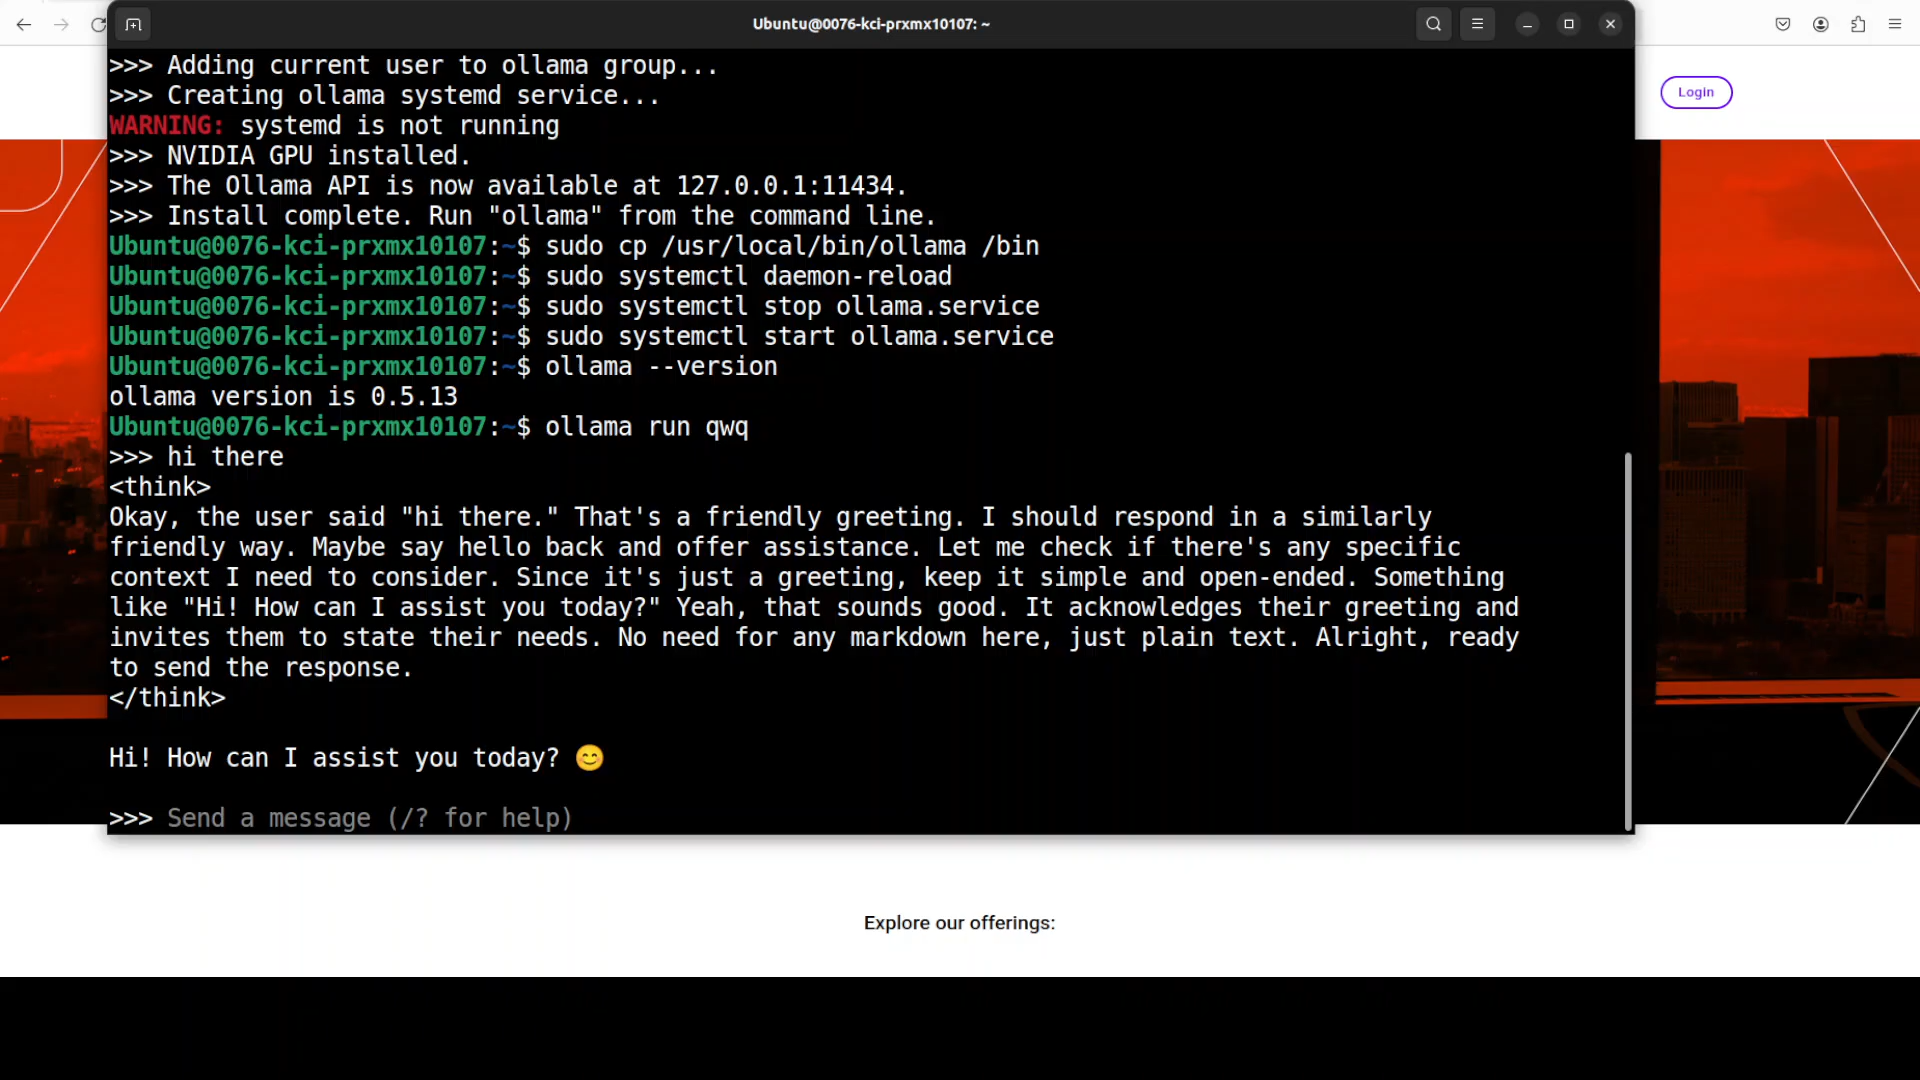 Ubuntu@0076-kci-prxmx10107: ~
Login
>>> Adding current user to ollama group...
>>> Creating ollama systemd service...
WARNING: systemd is not running
>>> NVIDIA GPU installed.
>>> The Ollama API is now available at 127.0.0.1:11434.
>>> Install complete. Run "ollama" from the command line.
Ubuntu@0076-kci-prxmx10107:~$ sudo cp /usr/local/bin/ollama /bin
Ubuntu@0076-kci-prxmx10107:~$ sudo systemctl daemon-reload
Ubuntu@0076-kci-prxmx10107:~$ sudo systemctl stop ollama.service
Ubuntu@0076-kci-prxmx10107:~$ sudo systemctl start ollama.service
Ubuntu@0076-kci-prxmx10107:~$ ollama --version
ollama version is 0.5.13
Ubuntu@0076-kci-prxmx10107:~$ ollama run qwq
>>> hi there
<think>
Okay, the user said "hi there." That's a friendly greeting. I should respond in a similarly
friendly way. Maybe say hello back and offer assistance. Let me check if there's any specific
context I need to consider. Since it's just a greeting, keep it simple and open-ended. Something
like "Hi! How can I assist you today?" Yeah, that sounds good. It acknowledges their greeting and
invites them to state their needs. No need for any markdown here, just plain text. Alright, ready
to send the response.
</think>
Hi! How can I assist you today? 😊
>>> Send a message (/? for help)
Explore our offerings: